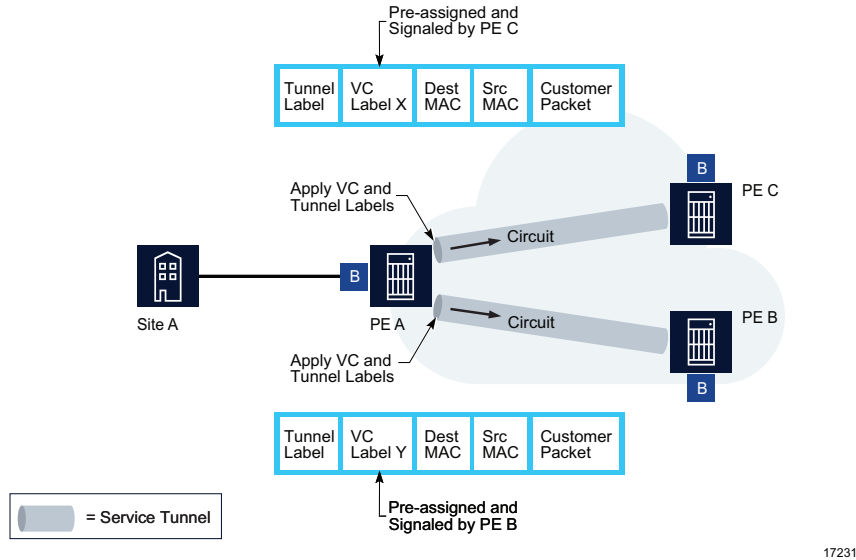 Pre-assigned and
Signaled by PE C
Tunnel
Label
VC
Label X
Dest
MAC
Src
MAC
Customer
Packet
B
PE C
Apply VC and
Tunnel Labels
Circuit
B
Site A
PE A
Circuit
PE B
Apply VC and
Tunnel Labels
B
Tunnel
Label
VC
Label Y
Dest
MAC
Src
MAC
Customer
Packet
Pre-assigned and
Signaled by PE B
= Service Tunnel
17231